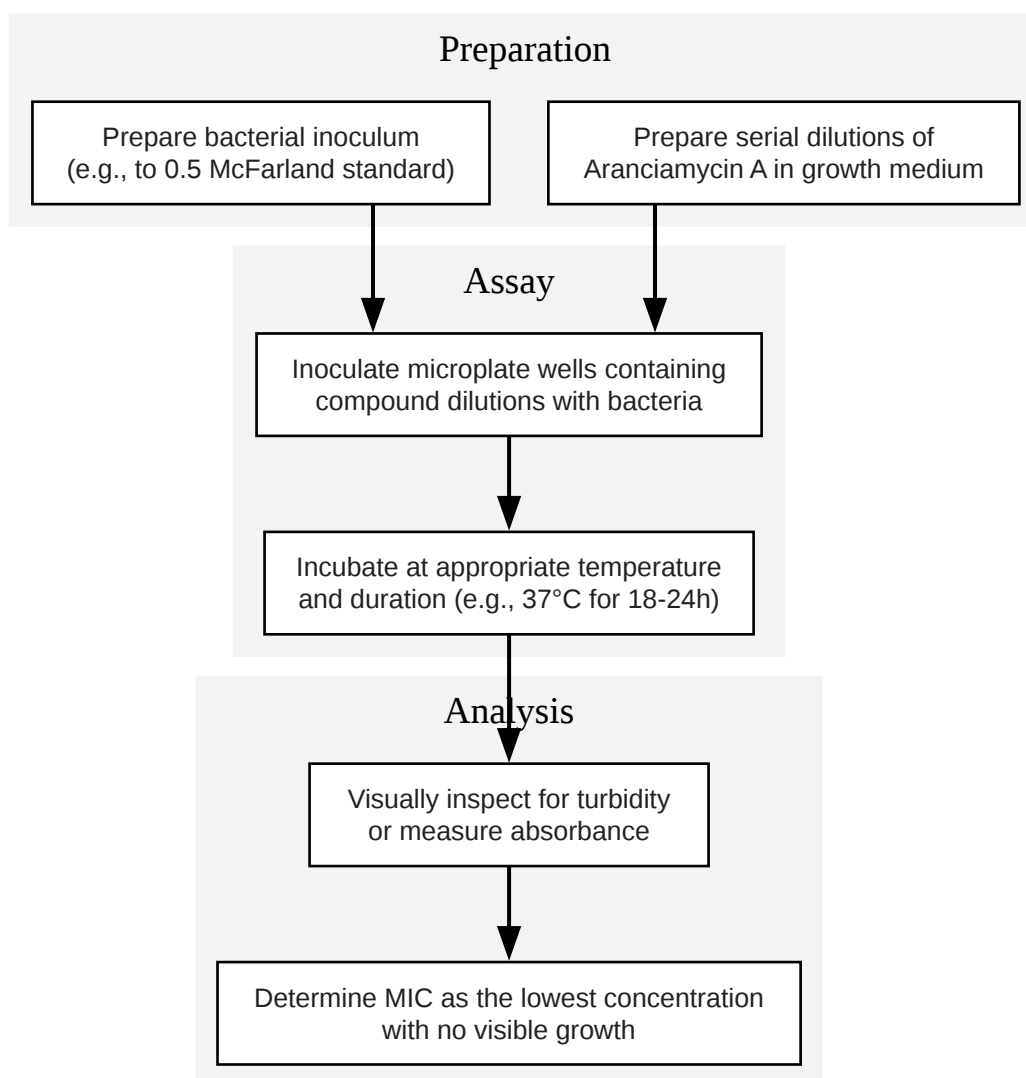 Preparation
Prepare bacterial inoculum
(e.g., to 0.5 McFarland standard)
Prepare serial dilutions of
Aranciamycin A in growth medium
Assay
Inoculate microplate wells containing
compound dilutions with bacteria
Incubate at appropriate temperature
and duration (e.g., 37°C for 18-24h)
Analysis
Visually inspect for turbidity
or measure absorbance
Determine MIC as the lowest concentration
with no visible growth